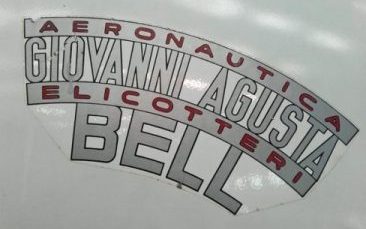 AERONAUTICA
GIOVANNI AGUSTA
ELICOTTERI
BELL